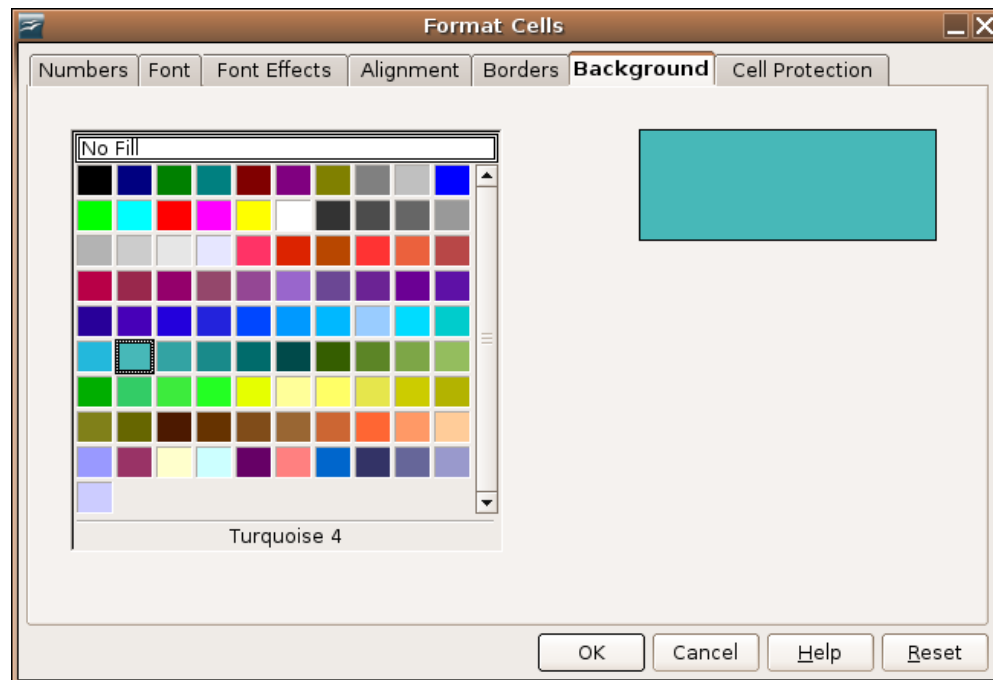 Format Cells
Numbers Font Font Effects Alignment Borders Background Cell Protection
No Fill
Turquoise 4
OK Cancel Help Reset